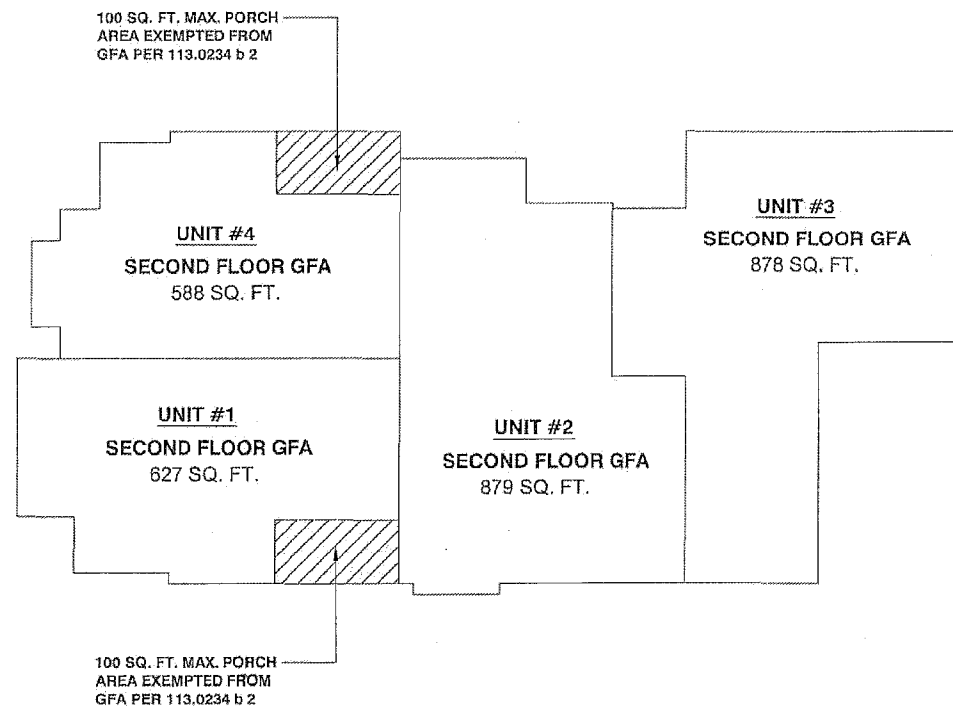 100 SQ. FT. MAX. PORCH
AREA EXEMPTED FROM
GFA PER 113.0234 b 2
UNIT #4
SECOND FLOOR GFA
588 SQ. FT.
UNIT #3
SECOND FLOOR GFA
878 SQ. FT.
UNIT #1
SECOND FLOOR GFA
627 SQ. FT.
UNIT #2
SECOND FLOOR GFA
879 SQ. FT.
100 SQ. FT. MAX. PORCH
AREA EXEMPTED FROM
GFA PER 113.0234 b 2